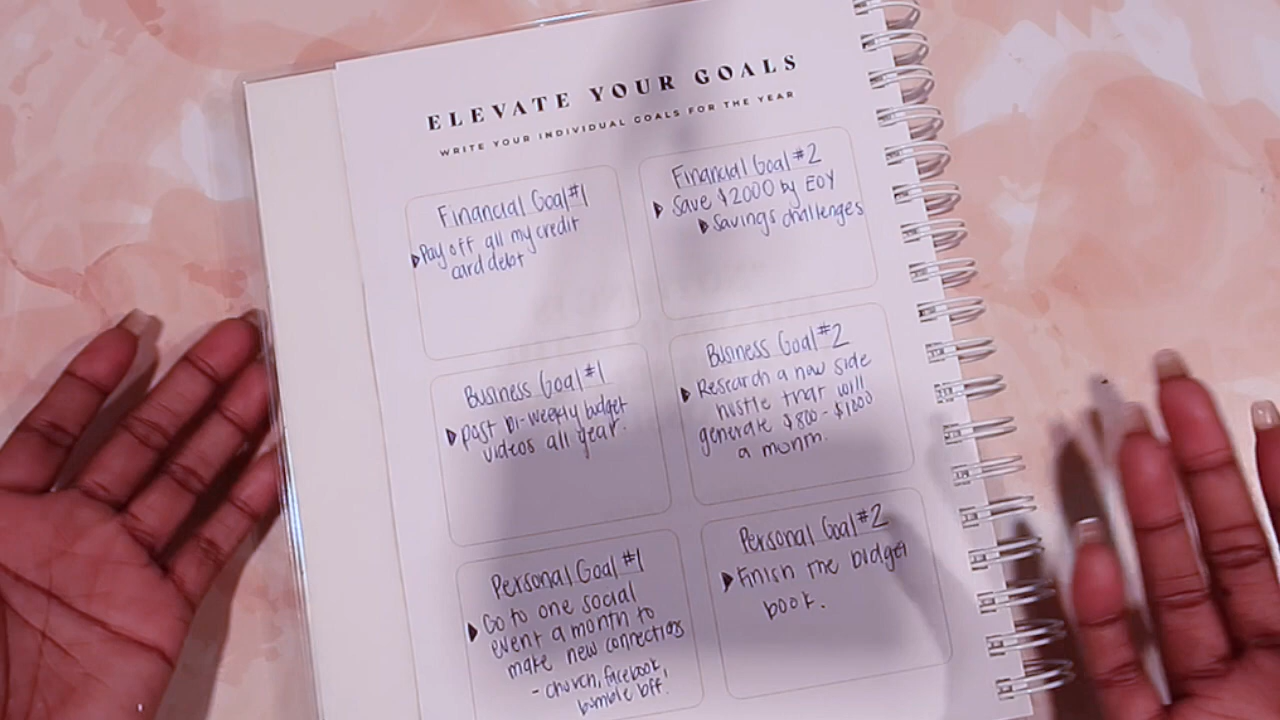 ELEVATE YOUR GOALS
WRITE YOUR INDIVIDUAL GOALS FOR THE YEAR
Financial Goal #1
Pay off all my credit
card debt
Financial Goal #2
Save $2000 by EOY
Savings challenges
Business Goal #1
Post bi-weekly budget
videos all year.
Business Goal #2
Research a new side
hustle that will
generate $800 - $1000
a month.
Personal Goal #1
Go to one social
event a month to
make new connections
- church, facebook,
bumble bff!
Personal Goal #2
Finish the budget
book.